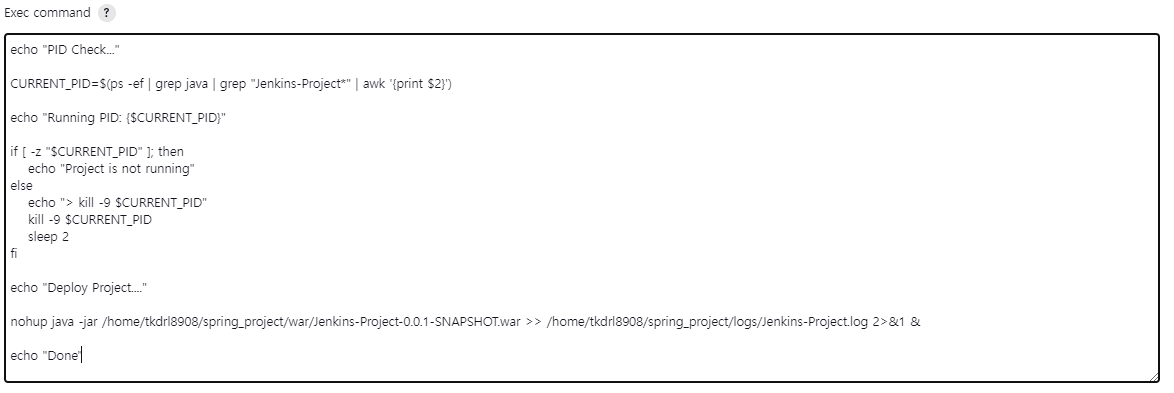 Exec command ?
echo "PID Check..."
CURRENT_PID=$(ps -ef | grep java | grep "Jenkins-Project*" | awk '{print $2}')
echo "Running PID: {$CURRENT_PID}"
if [ -z "$CURRENT_PID" ]; then
echo "Project is not running"
else
echo "> kill -9 $CURRENT_PID"
kill -9 $CURRENT_PID
sleep 2
fi
echo "Deploy Project...."
nohup java -jar /home/tkdrl8908/spring_project/war/Jenkins-Project-0.0.1-SNAPSHOT.war >> /home/tkdrl8908/spring_project/logs/Jenkins-Project.log 2>&1 &
echo "Done"